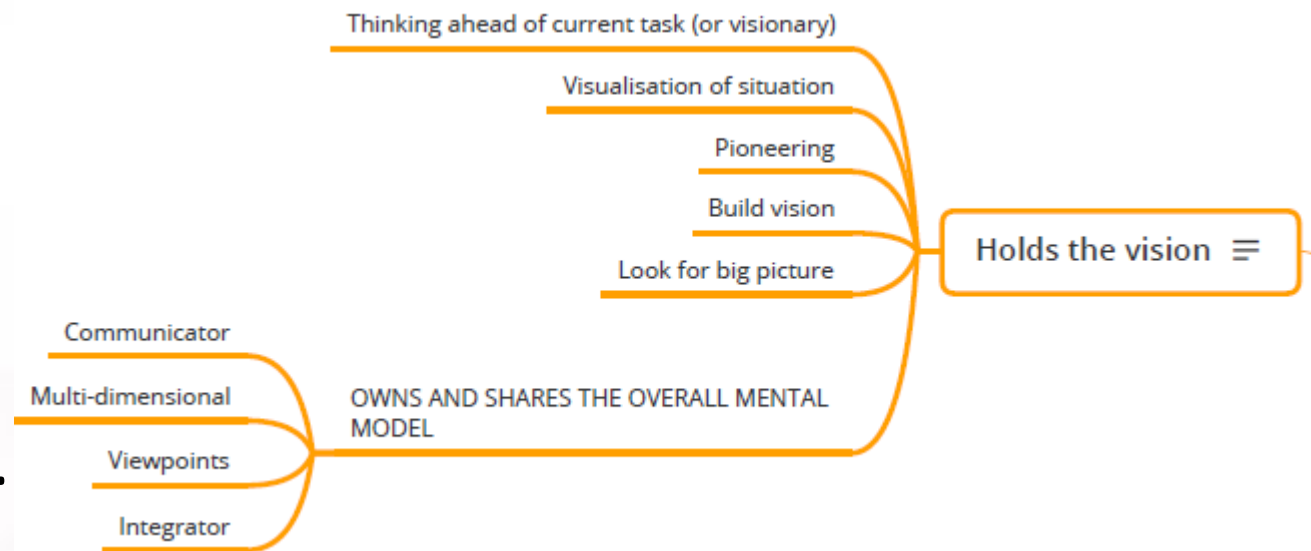 Thinking ahead of current task (or visionary)
Visualisation of situation
Pioneering
Build vision
Look for big picture
Holds the vision
Communicator
Multi-dimensional
Viewpoints
Integrator
OWNS AND SHARES THE OVERALL MENTAL
MODEL